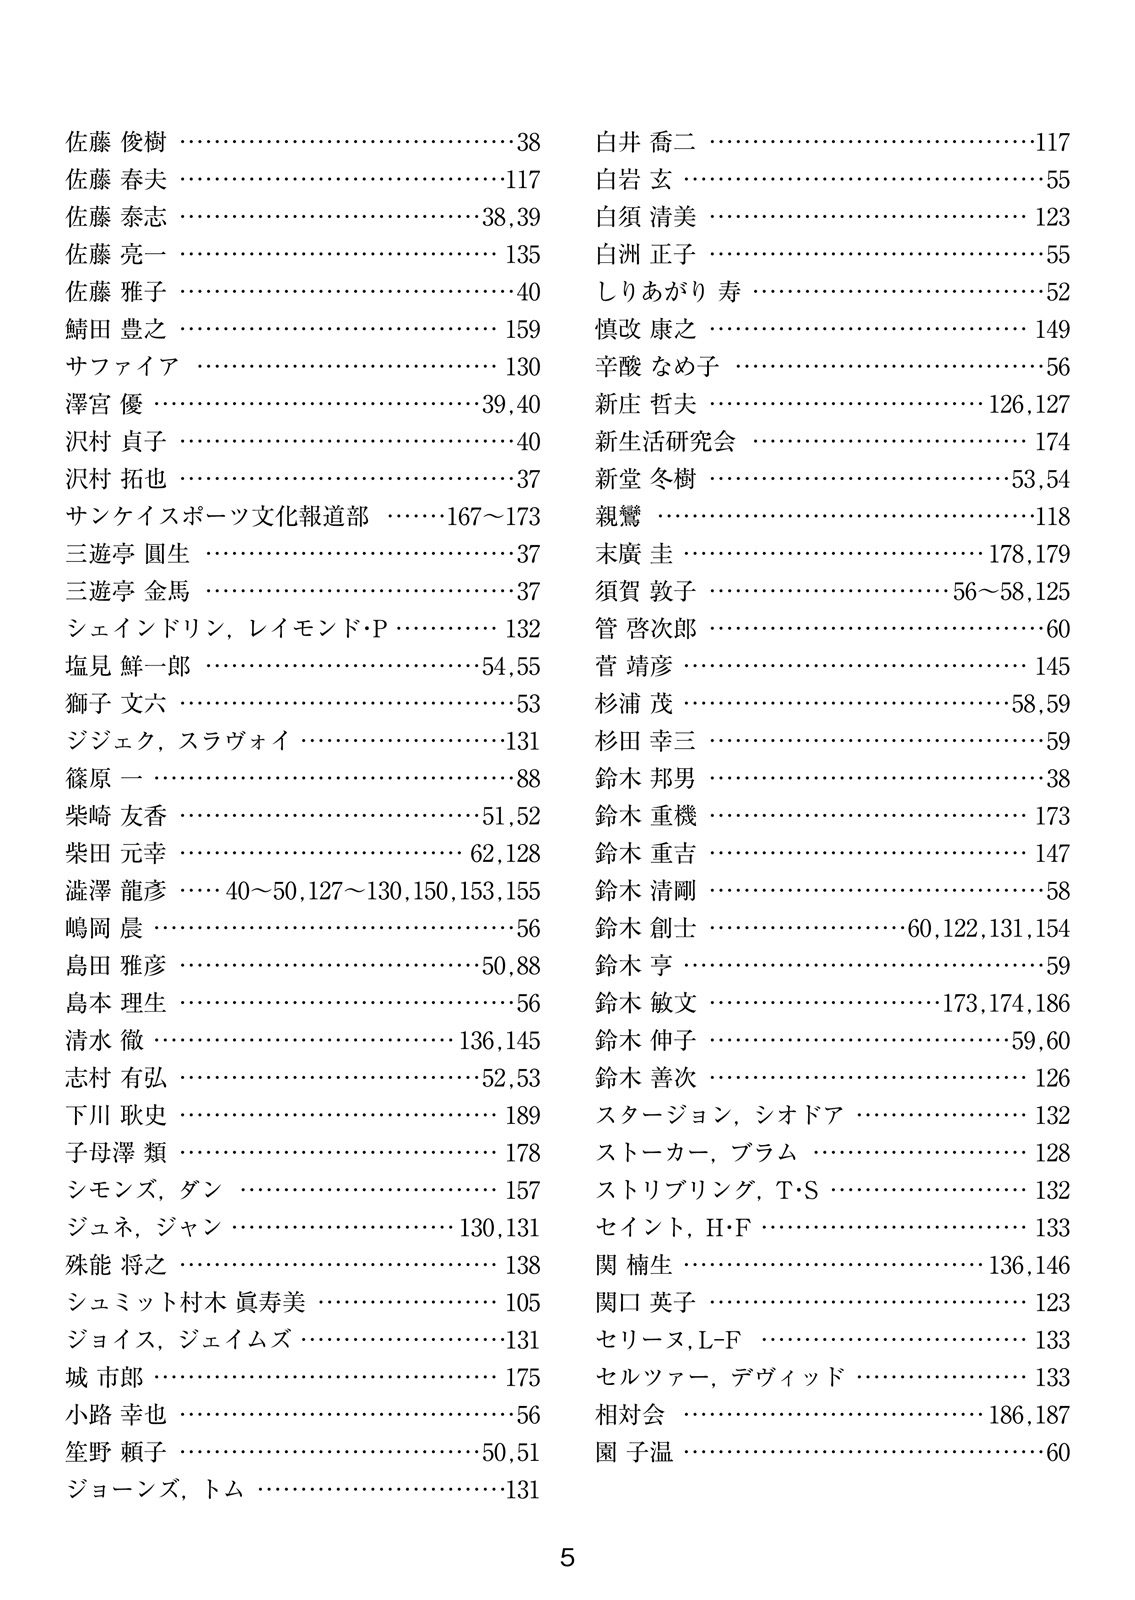 佐藤 俊樹 ……………………………………38
佐藤 春夫 …………………………………117
佐藤 泰志 ………………………………38,39
佐藤 亮一 ………………………………… 135
佐藤 雅子 ……………………………………40
鯖田 豊之 ………………………………… 159
サファイア ……………………………… 130
澤宮 優 …………………………………39,40
沢村 貞子 ……………………………………40
沢村 拓也 ……………………………………37
サンケイスポーツ文化報道部 ……167～173
三遊亭 圓生 …………………………………37
三遊亭 金馬 …………………………………37
シェインドリン, レイモンド・P ………… 132
塩見 鮮一郎 ……………………………54,55
獅子 文六 ……………………………………53
ジジェク, スラヴォイ ……………………131
篠原 一 ………………………………………88
柴崎 友香 ………………………………51,52
柴田 元幸 …………………………… 62,128
澁澤 龍彥 ‥‥‥40～50,127～130,150,153,155
嶋岡 晨 ………………………………………56
島田 雅彦 ………………………………50,88
島本 理生 ……………………………………56
清水 徹 ………………………………136,145
志村 有弘 ………………………………52,53
下川 耿史 ………………………………… 189
子母澤 類 ………………………………… 178
シモンズ, ダン ………………………… 157
ジュネ, ジャン ………………………130,131
殊能 将之 ………………………………… 138
シュミット村木 眞寿美 ………………… 105
ジョイス, ジェイムズ ……………………131
城 市郎 …………………………………… 175
小路 幸也 ……………………………………56
笙野 頼子 ………………………………50,51
ジョーンズ, トム …………………………131
白井 喬二 …………………………………117
白岩 玄 ………………………………………55
白須 清美 ………………………………… 123
白洲 正子 ……………………………………55
しりあがり 寿 ………………………………52
慎改 康之 ………………………………… 149
辛酸 なめ子 …………………………………56
新庄 哲夫 …………………………… 126,127
新生活研究会 …………………………… 174
新堂 冬樹 ………………………………53,54
親鸞 ………………………………………118
末廣 圭 ……………………………… 178,179
須賀 敦子 ………………………56～58,125
管 啓次郎 ……………………………………60
菅 靖彦 …………………………………… 145
杉浦 茂 …………………………………58,59
杉田 幸三 ……………………………………59
鈴木 邦男 ……………………………………38
鈴木 重機 ………………………………… 173
鈴木 重吉 ………………………………… 147
鈴木 清剛 ……………………………………58
鈴木 創士 ……………………60,122,131,154
鈴木 亨 ………………………………………59
鈴木 敏文 ………………………173,174,186
鈴木 伸子 ………………………………59,60
鈴木 善次 ………………………………… 126
スタージョン, シオドア ………………… 132
ストーカー, ブラム ……………………… 128
ストリブリング, T・S …………………… 132
セイント, H・F …………………………… 133
関 楠生 ……………………………… 136,146
関口 英子 ………………………………… 123
セリーヌ, L−F …………………………… 133
セルツァー, デヴィッド ………………… 133
相対会 ……………………………… 186,187
園 子温 ………………………………………60
5